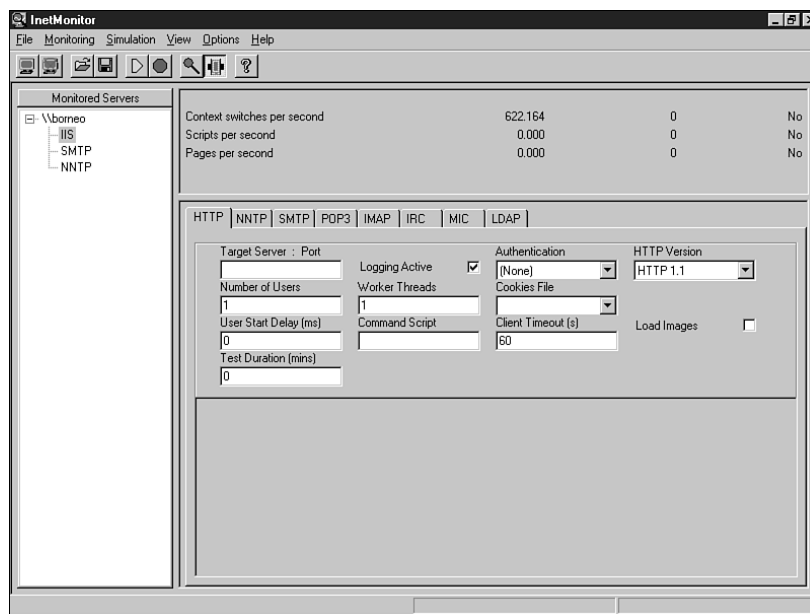 InetMonitor
File Monitoring Simulation View Options Help
Monitored Servers
\\borneo
IIS
SMTP
NNTP
Context switches per second 622.164 0 No
Scripts per second 0.000 0 No
Pages per second 0.000 0 No
HTTP NNTP SMTP POP3 IMAP IRC MIC LDAP
Target Server : Port
Logging Active
Authentication
(None)
HTTP Version
HTTP 1.1
Number of Users
1
Worker Threads
1
Cookies File
User Start Delay (ms)
0
Command Script
Client Timeout (s)
60
Load Images
Test Duration (mins)
0